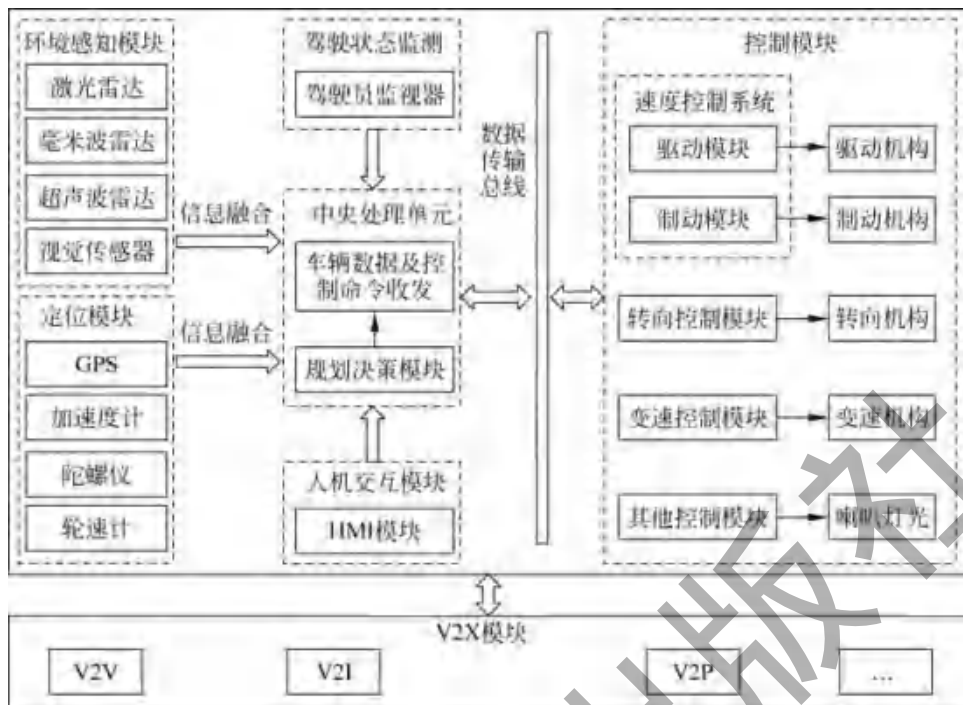 环境感知模块
激光雷达
毫米波雷达
超声波雷达
视觉传感器
定位模块
GPS
加速度计
陀螺仪
轮速计
信息融合
信息融合
驾驶状态监测
驾驶员监视器
中央处理单元
车辆数据及控
制命令收发
规划决策模块
人机交互模块
HMI模块
数据
传输
总线
控制模块
速度控制系统
驱动模块
驱动机构
制动模块
制动机构
转向控制模块
转向机构
变速控制模块
变速机构
其他控制模块
喇叭灯光
V2X模块
V2V
V2I
V2P
…
出版社